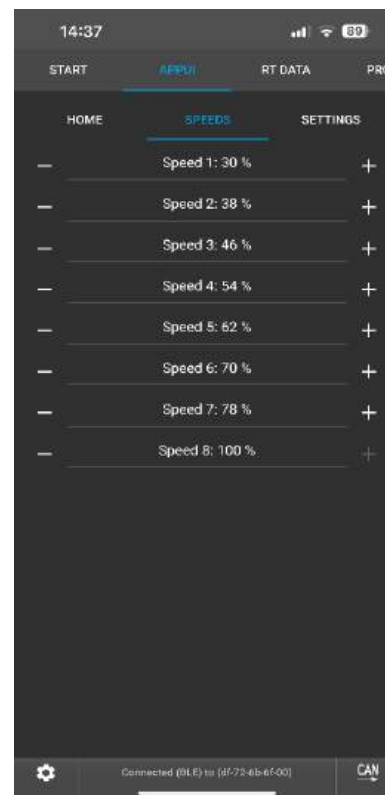 14:37
89
START APPUI RT DATA PR
HOME SPEEDS SETTINGS
— Speed 1: 30 % +
— Speed 2: 38 % +
— Speed 3: 46 % +
— Speed 4: 54 % +
— Speed 5: 62 % +
— Speed 6: 70 % +
— Speed 7: 78 % +
— Speed 8: 100 % +
Connected (BLE) to [df-72-6b-6f-00]
CAN